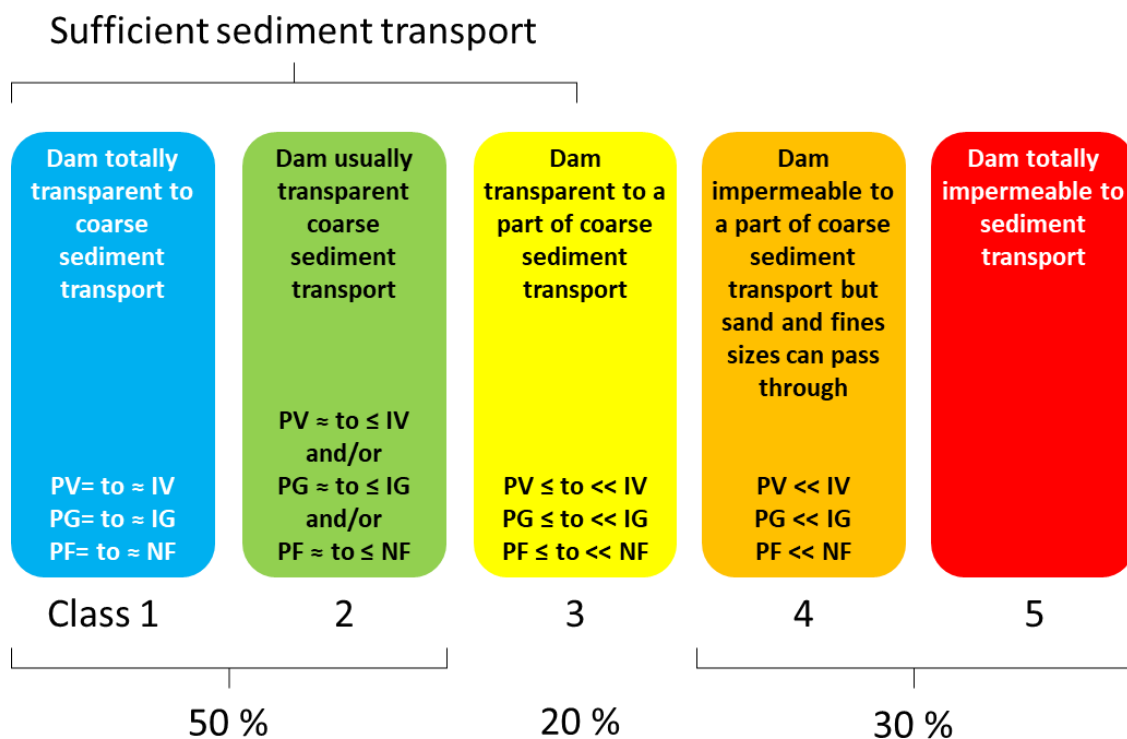 Sufficient sediment transport
Dam totally
transparent to
coarse
sediment
transport
PV= to ≈ IV
PG= to ≈ IG
PF= to ≈ NF
Dam usually
transparent
coarse
sediment
transport
PV ≈ to ≤ IV
and/or
PG ≈ to ≤ IG
and/or
PF ≈ to ≤ NF
Dam
transparent to a
part of coarse
sediment
transport
PV ≤ to << IV
PG ≤ to << IG
PF ≤ to << NF
Dam
impermeable to
a part of coarse
sediment
transport but
sand and fines
sizes can pass
through
PV << IV
PG << IG
PF << NF
Dam totally
impermeable to
sediment
transport
Class 1
2
3
4
5
50 %
20 %
30 %